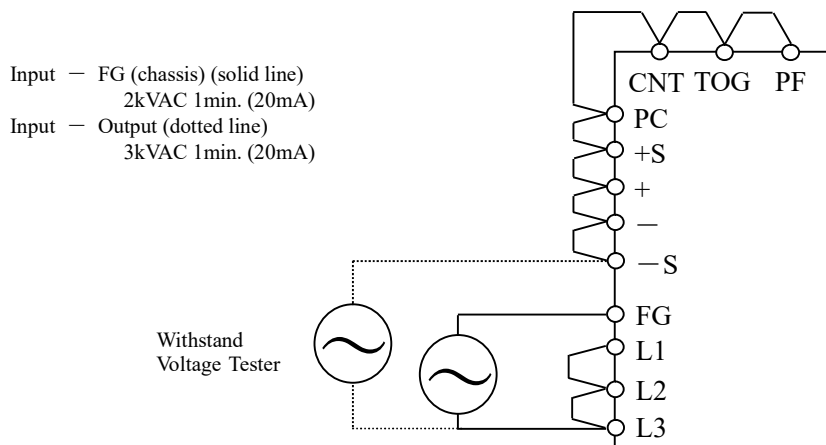 Input － FG (chassis) (solid line)
2kVAC 1min. (20mA)
Input － Output (dotted line)
3kVAC 1min. (20mA)
CNT TOG PF
PC
+S
+
－
－S
FG
L1
L2
L3
Withstand
Voltage Tester